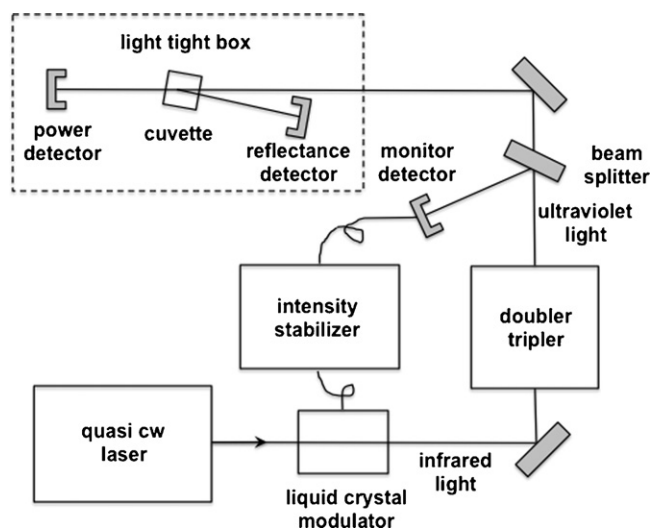 light tight box
power
detector
cuvette
reflectance
detector
monitor
detector
beam
splitter
ultraviolet
light
intensity
stabilizer
doubler
tripler
quasi cw
laser
infrared
light
liquid crystal
modulator